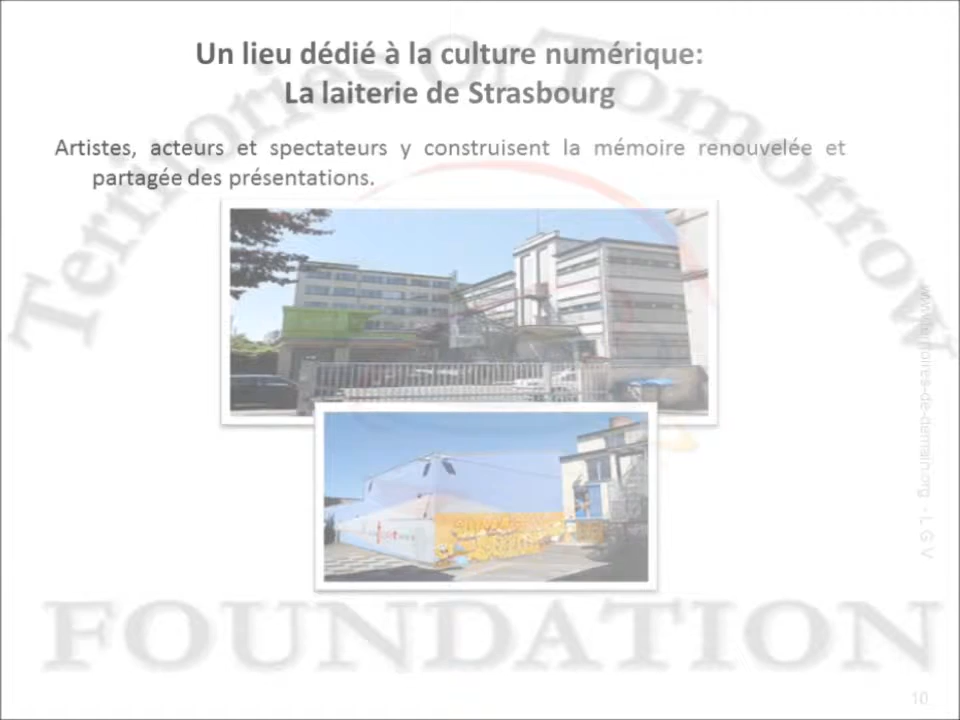 Un lieu dédié à la culture numérique:
La laiterie de Strasbourg
Artistes, acteurs et spectateurs y construisent la mémoire renouvelée et
partagée des présentations.
Territories of Tomorrow
FOUNDATION
www.territoires-de-demain.org - L G V
10